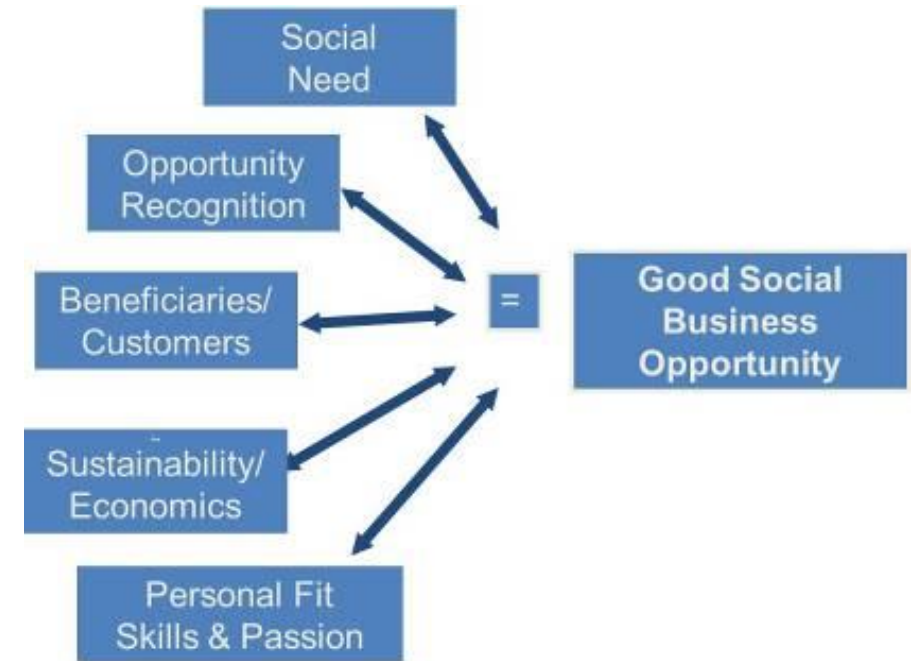 Social
Need
Opportunity
Recognition
Beneficiaries/
Customers
=
Good Social
Business
Opportunity
Sustainability/
Economics
Personal Fit
Skills & Passion